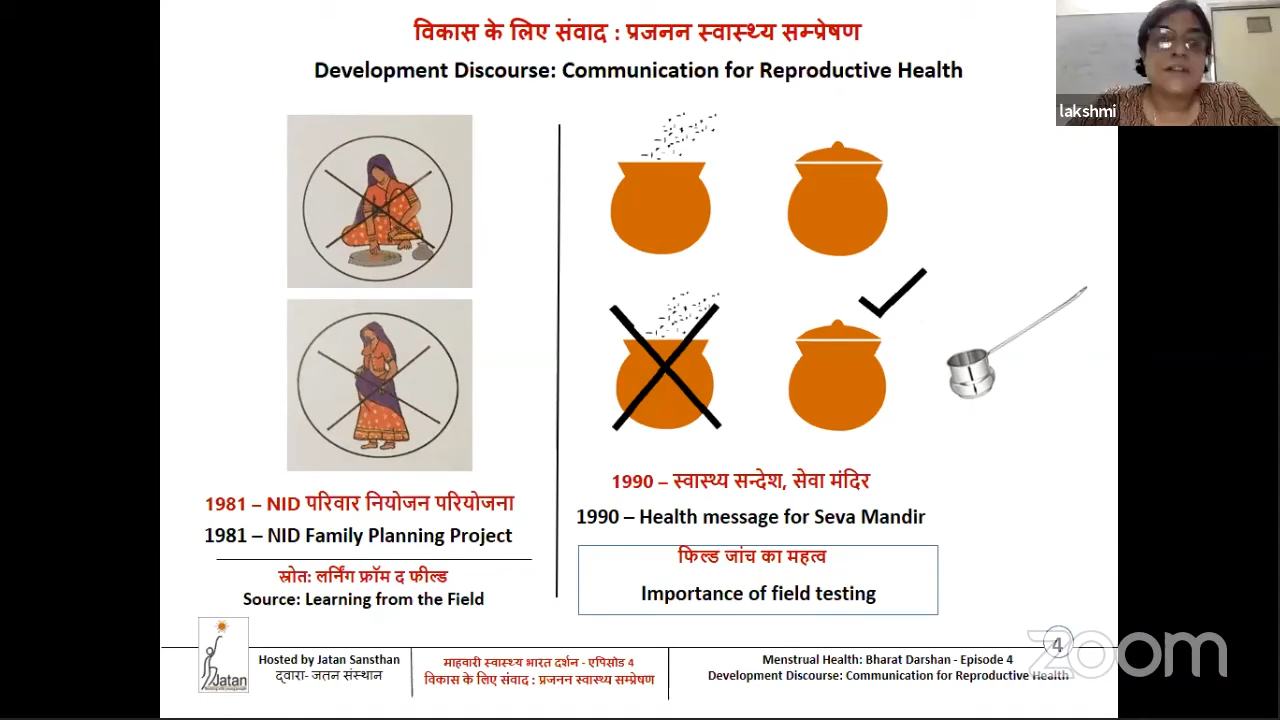 विकास के लिए संवाद : प्रजनन स्वास्थ्य सम्प्रेषण
Development Discourse: Communication for Reproductive Health
lakshmi
1981 – NID परिवार नियोजन परियोजना
1981 – NID Family Planning Project
स्रोत: लर्निंग फ्रॉम द फील्ड
Source: Learning from the Field
1990 – स्वास्थ्य सन्देश, सेवा मंदिर
1990 – Health message for Seva Mandir
फिल्ड जांच का महत्व
Importance of field testing
Jatan
Hosted by Jatan Sansthan
द्वारा- जतन संस्थान
माहवारी स्वास्थ्य भारत दर्शन - एपिसोड 4
विकास के लिए संवाद : प्रजनन स्वास्थ्य सम्प्रेषण
Menstrual Health: Bharat Darshan - Episode 4
Development Discourse: Communication for Reproductive Health
4
zoom